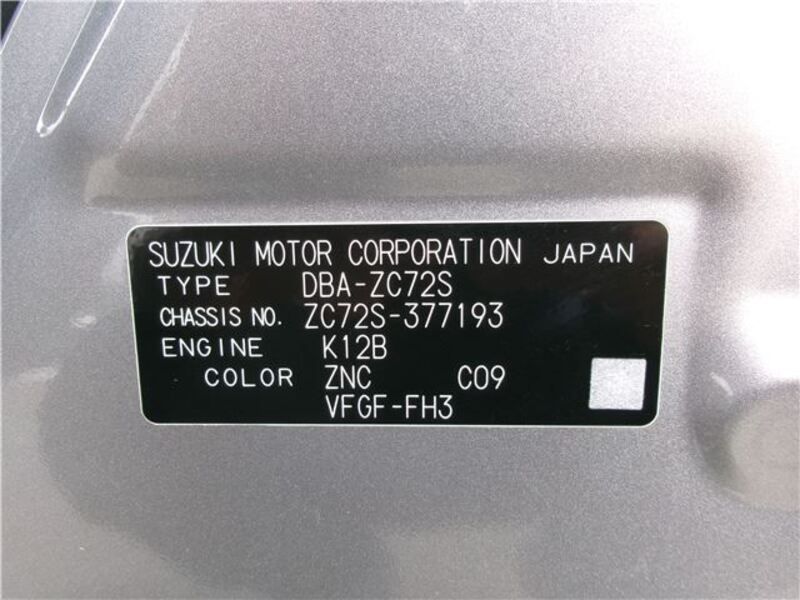 SUZUKI MOTOR CORPORATION JAPAN
TYPE DBA-ZC72S
CHASSIS NO. ZC72S-377193
ENGINE K12B
COLOR ZNC C09
VFGF-FH3